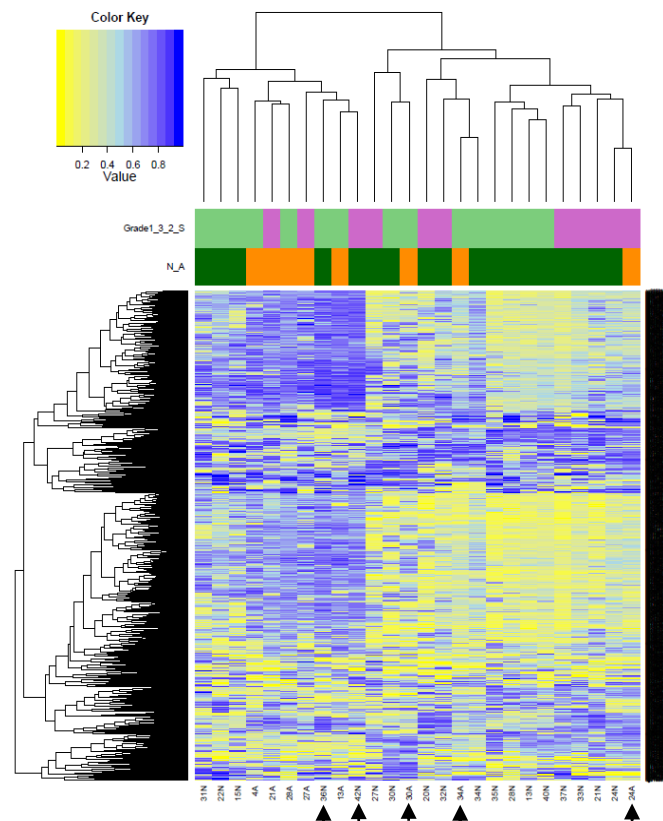 Color Key
0.2 0.4 0.6 0.8
Value
Grade1_3_2_S
N_A
31N 22N 15N 4A 21A 28A 27A 36N 13A 42N 27N 30N 30A 20N 32N 34A 34N 35N 28N 13N 40N 37N 33N 21N 24N 24A